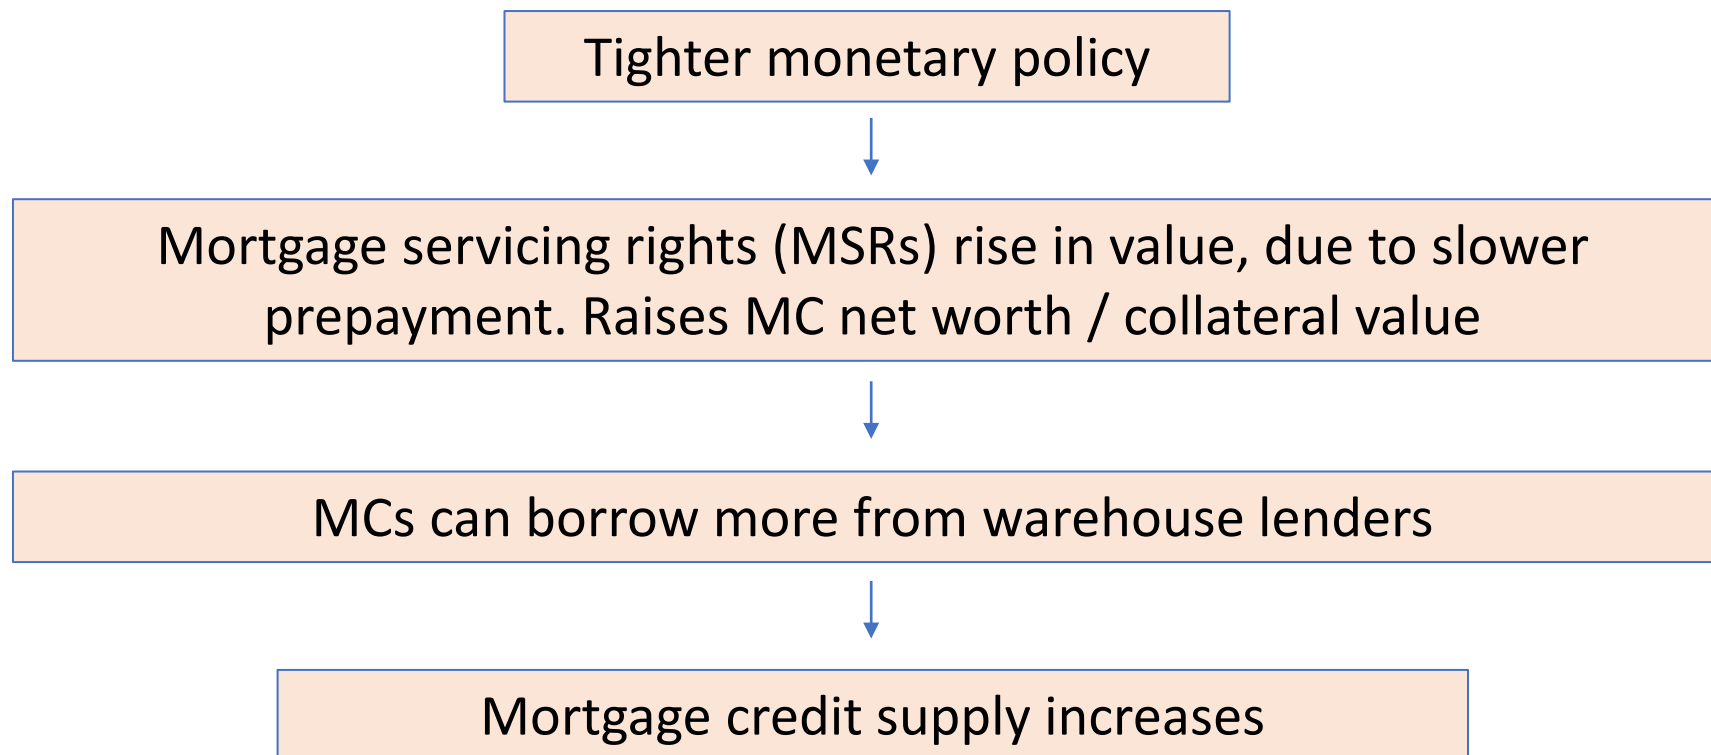 Tighter monetary policy
Mortgage servicing rights (MSRs) rise in value, due to slower
prepayment. Raises MC net worth / collateral value
MCs can borrow more from warehouse lenders
Mortgage credit supply increases